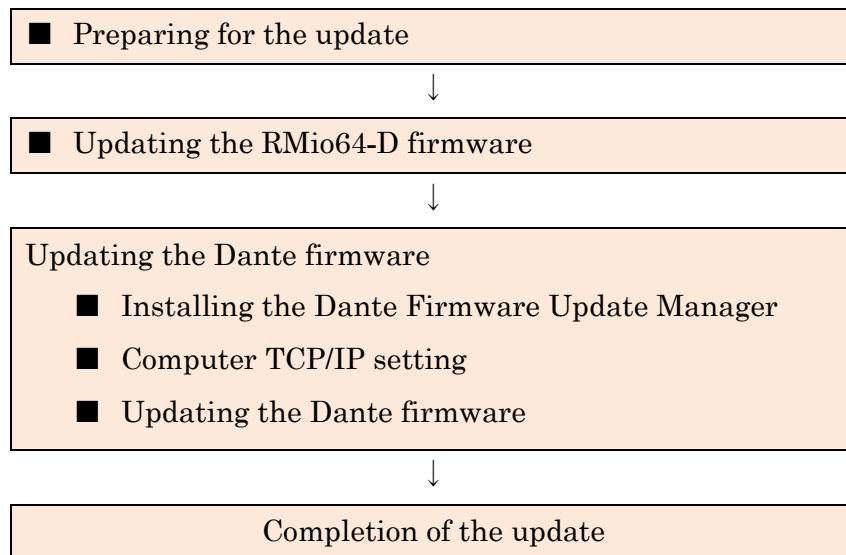 ■ Preparing for the update
↓
■ Updating the RMio64-D firmware
↓
Updating the Dante firmware
■ Installing the Dante Firmware Update Manager
■ Computer TCP/IP setting
■ Updating the Dante firmware
↓
Completion of the update